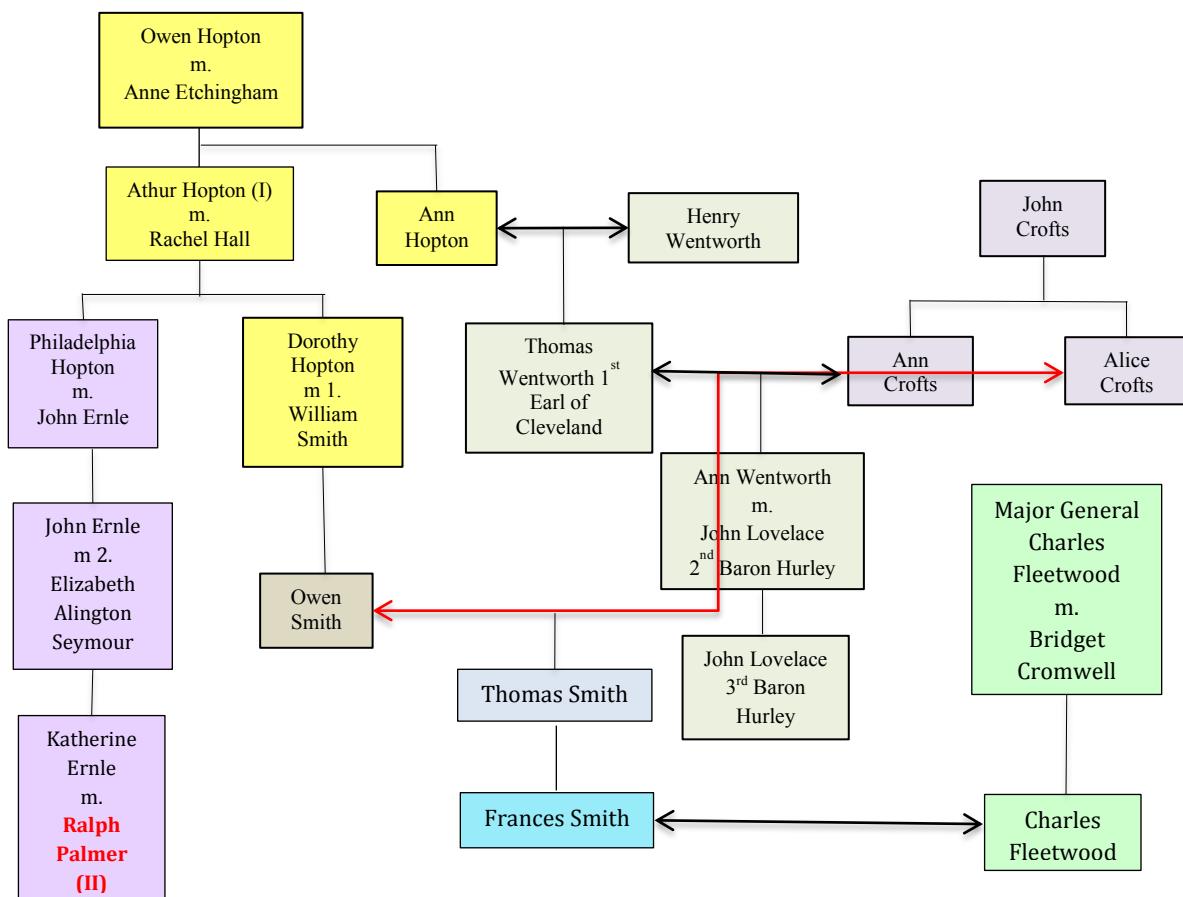 Owen Hopton
m.
Anne Etchingham
Athur Hopton (I)
m.
Rachel Hall
Ann
Hopton
Henry
Wentworth
John
Crofts
Philadelphia
Hopton
m.
John Ernle
Dorothy
Hopton
m 1.
William
Smith
Thomas
Wentworth 1st
Earl of
Cleveland
Ann
Crofts
Alice
Crofts
Ann Wentworth
m.
John Lovelace
2nd Baron Hurley
Major General
Charles
Fleetwood
m.
Bridget
Cromwell
John Ernle
m 2.
Elizabeth
Alington
Seymour
Owen
Smith
John Lovelace
3rd Baron
Hurley
Thomas Smith
Katherine
Ernle
m.
Ralph
Palmer
(II)
Frances Smith
Charles
Fleetwood